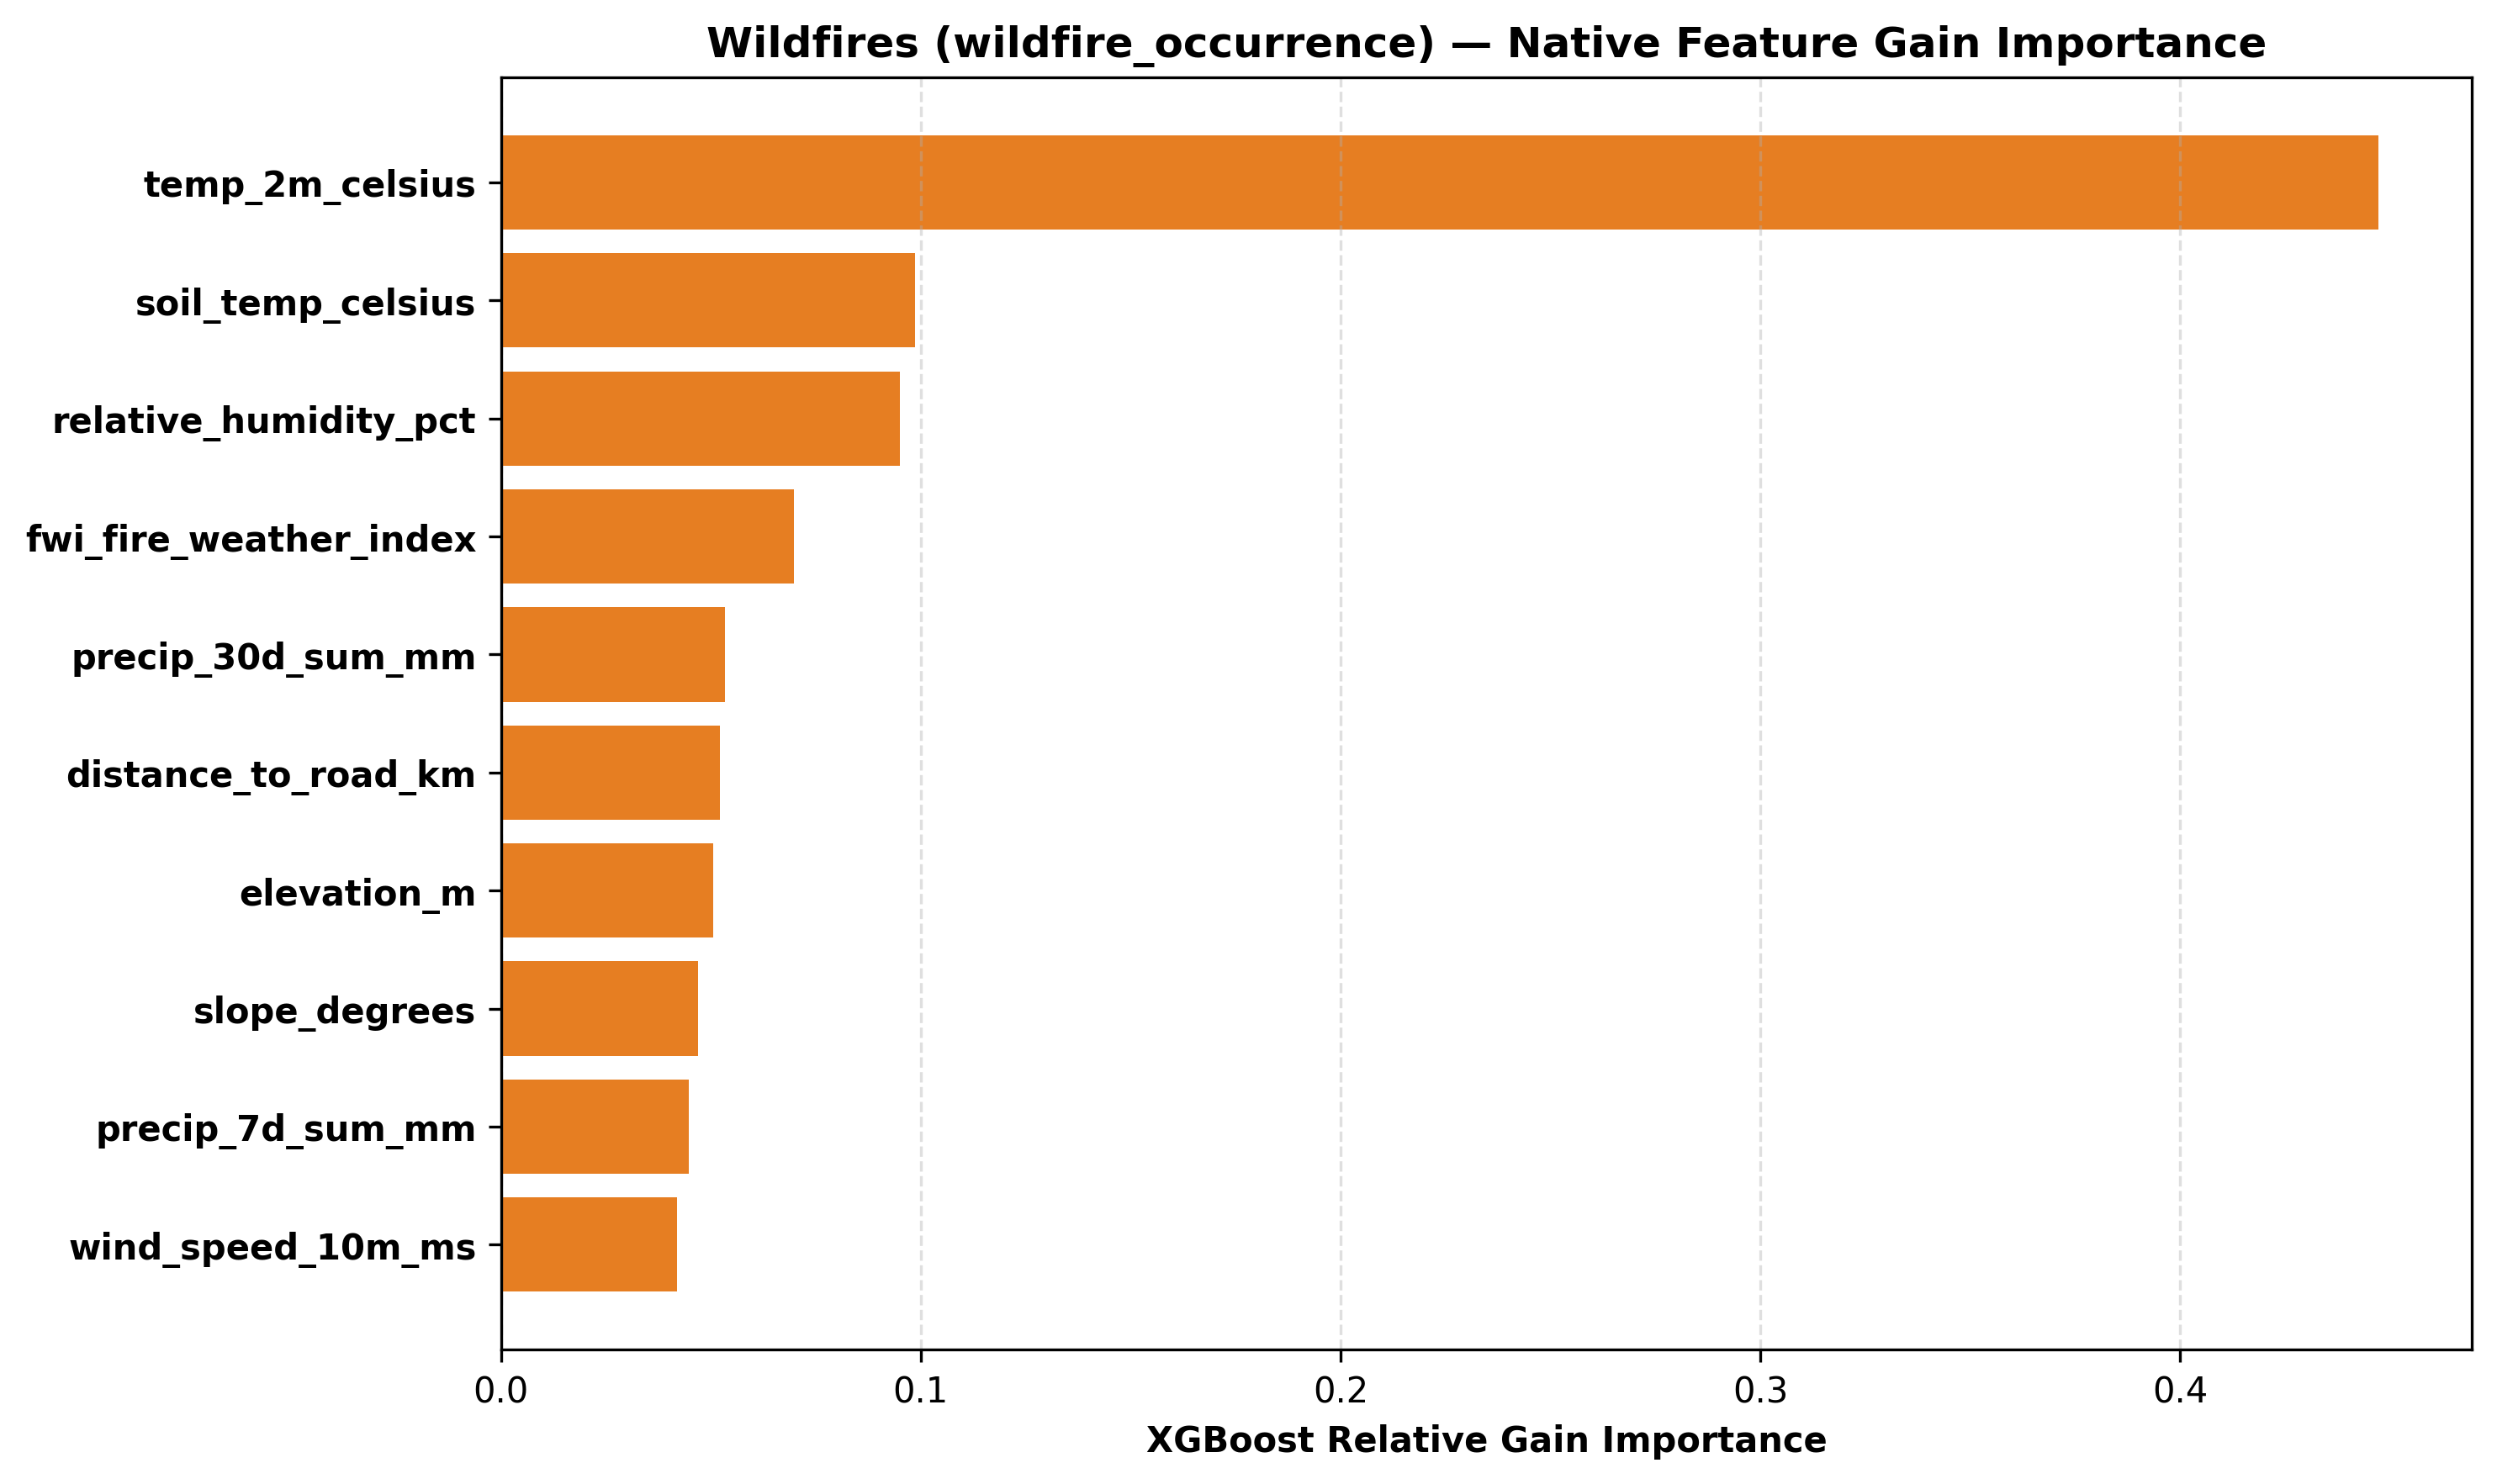 Wildfires (wildfire_occurrence) — Native Feature Gain Importance
temp_2m_celsius
soil_temp_celsius
relative_humidity_pct
fwi_fire_weather_index
precip_30d_sum_mm
distance_to_road_km
elevation_m
slope_degrees
precip_7d_sum_mm
wind_speed_10m_ms
0.0 0.1 0.2 0.3 0.4
XGBoost Relative Gain Importance